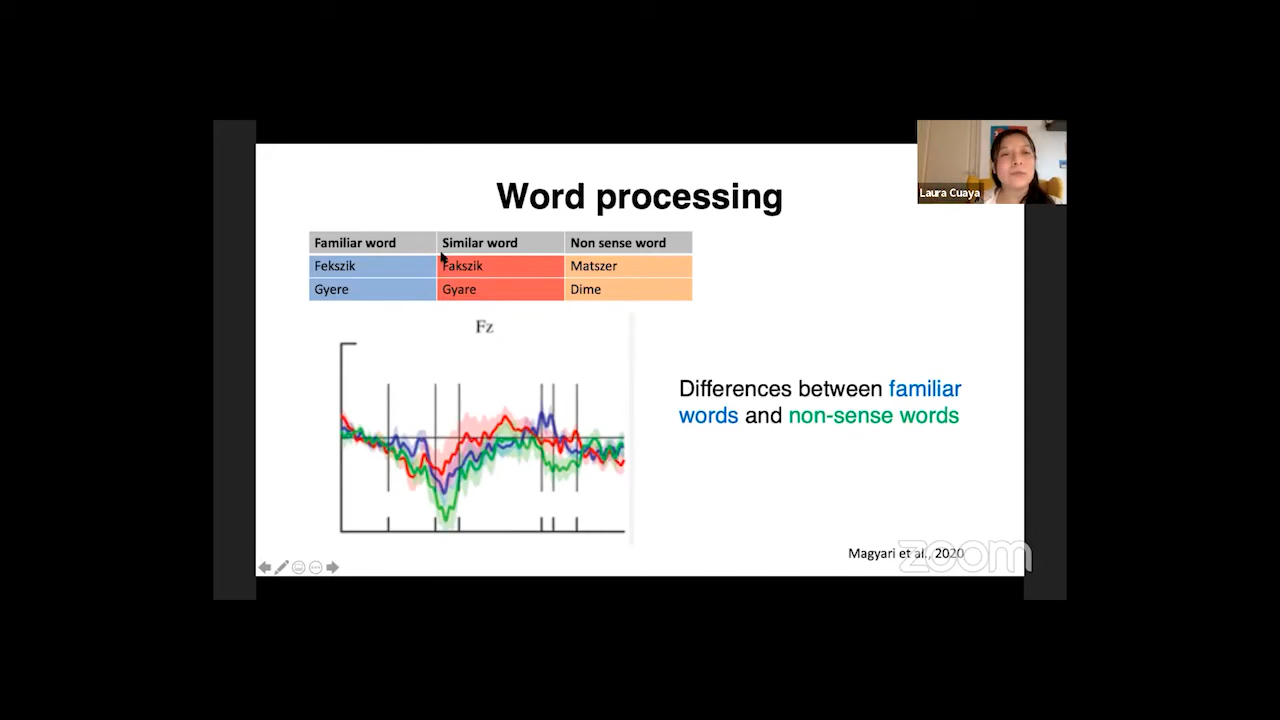 Word processing
Laura Cuaya
Familiar word Similar word Non sense word
Fekszik Fakszik Matszer
Gyere Gyare Dime
Fz
Differences between familiar
words and non-sense words
Magyari et al., 2020
zoom